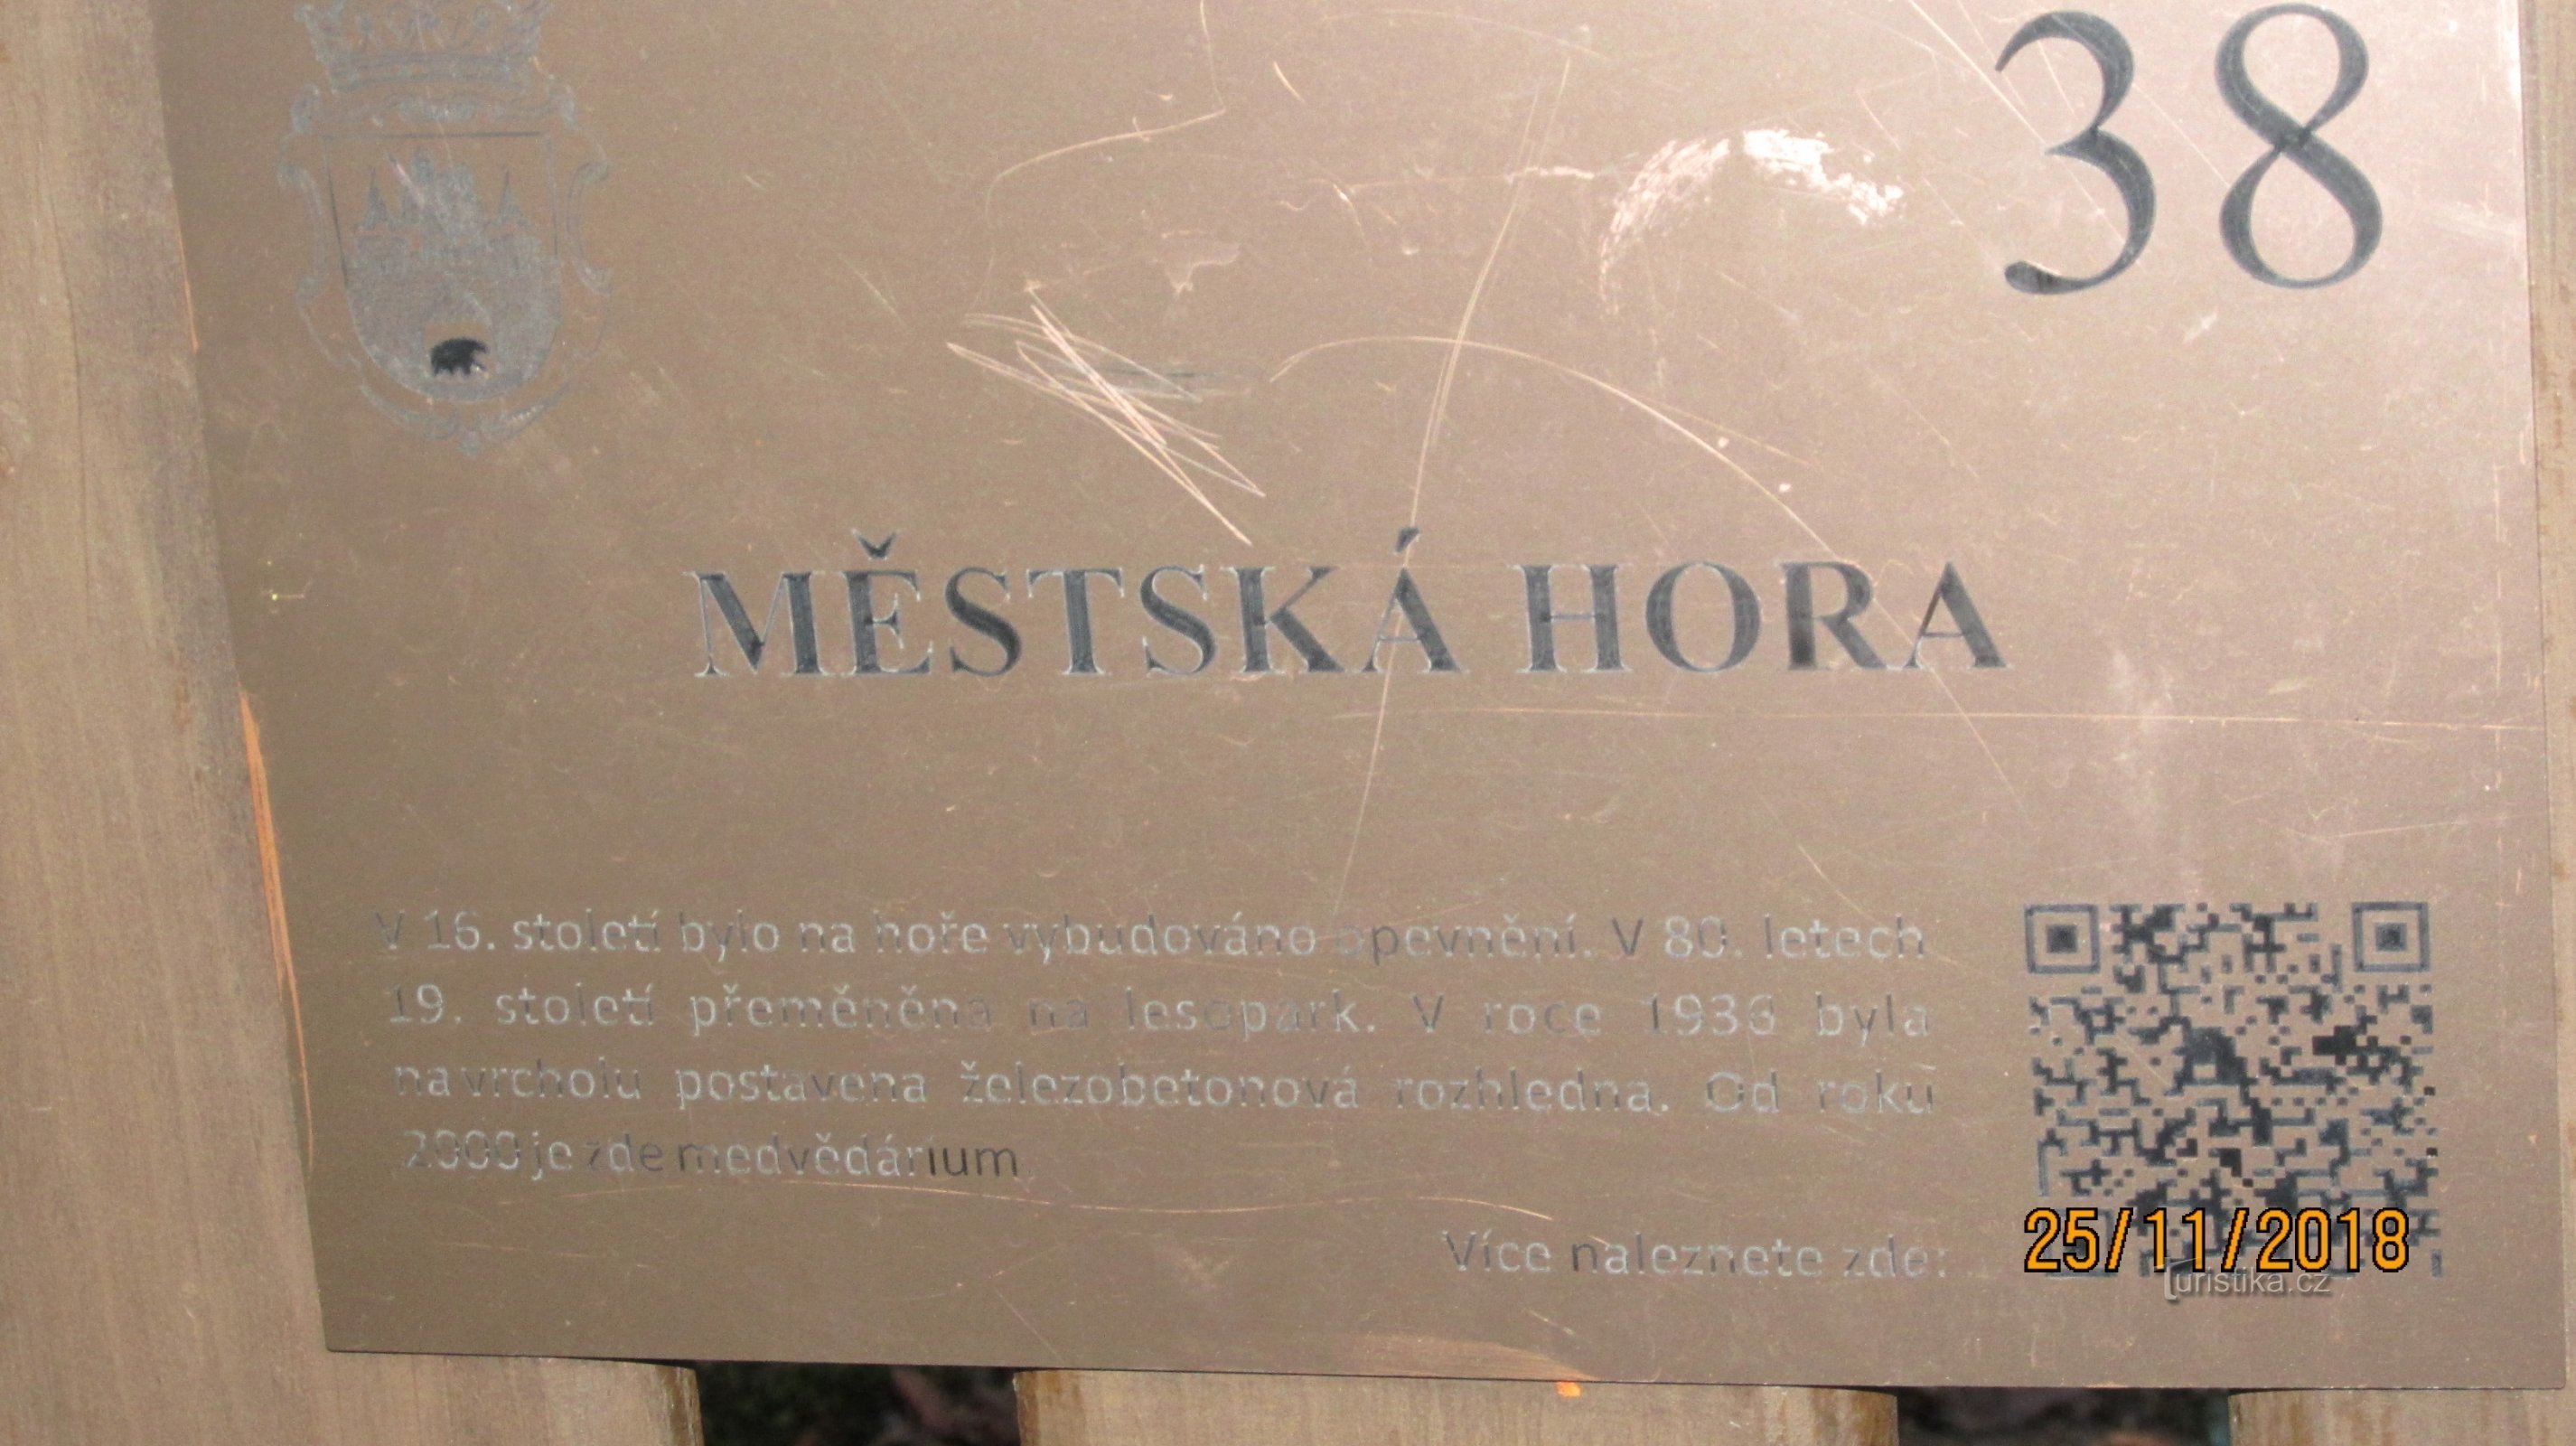 38
MĚSTSKÁ HORA
V 16. století bylo na hoře vybudováno opevnění. V 80. letech
19. století přeměněna na lesopark. V roce 1936 byla
na vrcholu postavena železobetonová rozhledna. Od roku
2000 je zde medvědárium
Více naleznete zde:
25/11/2018
Turistika.cz